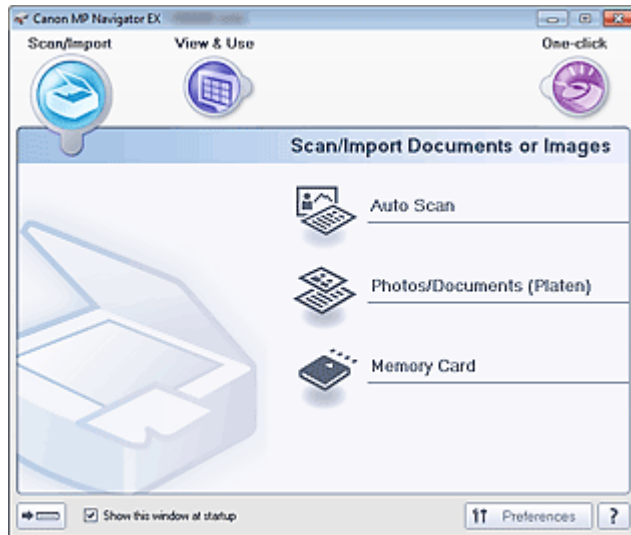 Canon MP Navigator EX
Scan/Import
View & Use
One-click
Scan/Import Documents or Images
Auto Scan
Photos/Documents (Platen)
Memory Card
Show this window at startup
Preferences
?